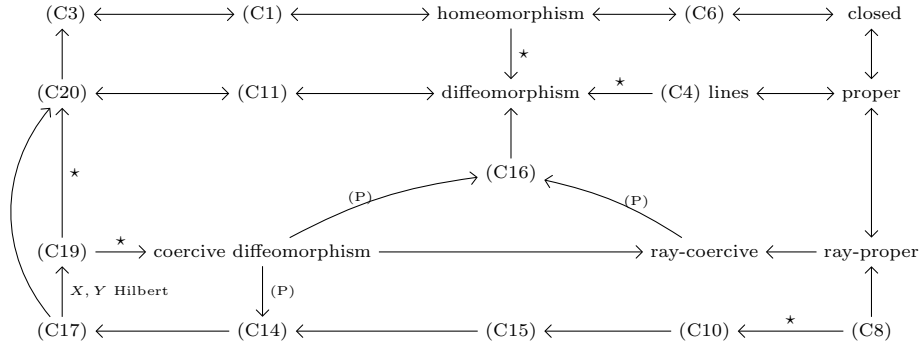 (C3) (C1) homeomorphism (C6) closed
⋆
(C20) (C11) diffeomorphism ⋆ (C4) lines proper
⋆ (C16)
(P) (P)
(C19) ⋆ coercive diffeomorphism ray-coercive ray-proper
X, Y Hilbert (P)
⋆
(C17) (C14) (C15) (C10) (C8)